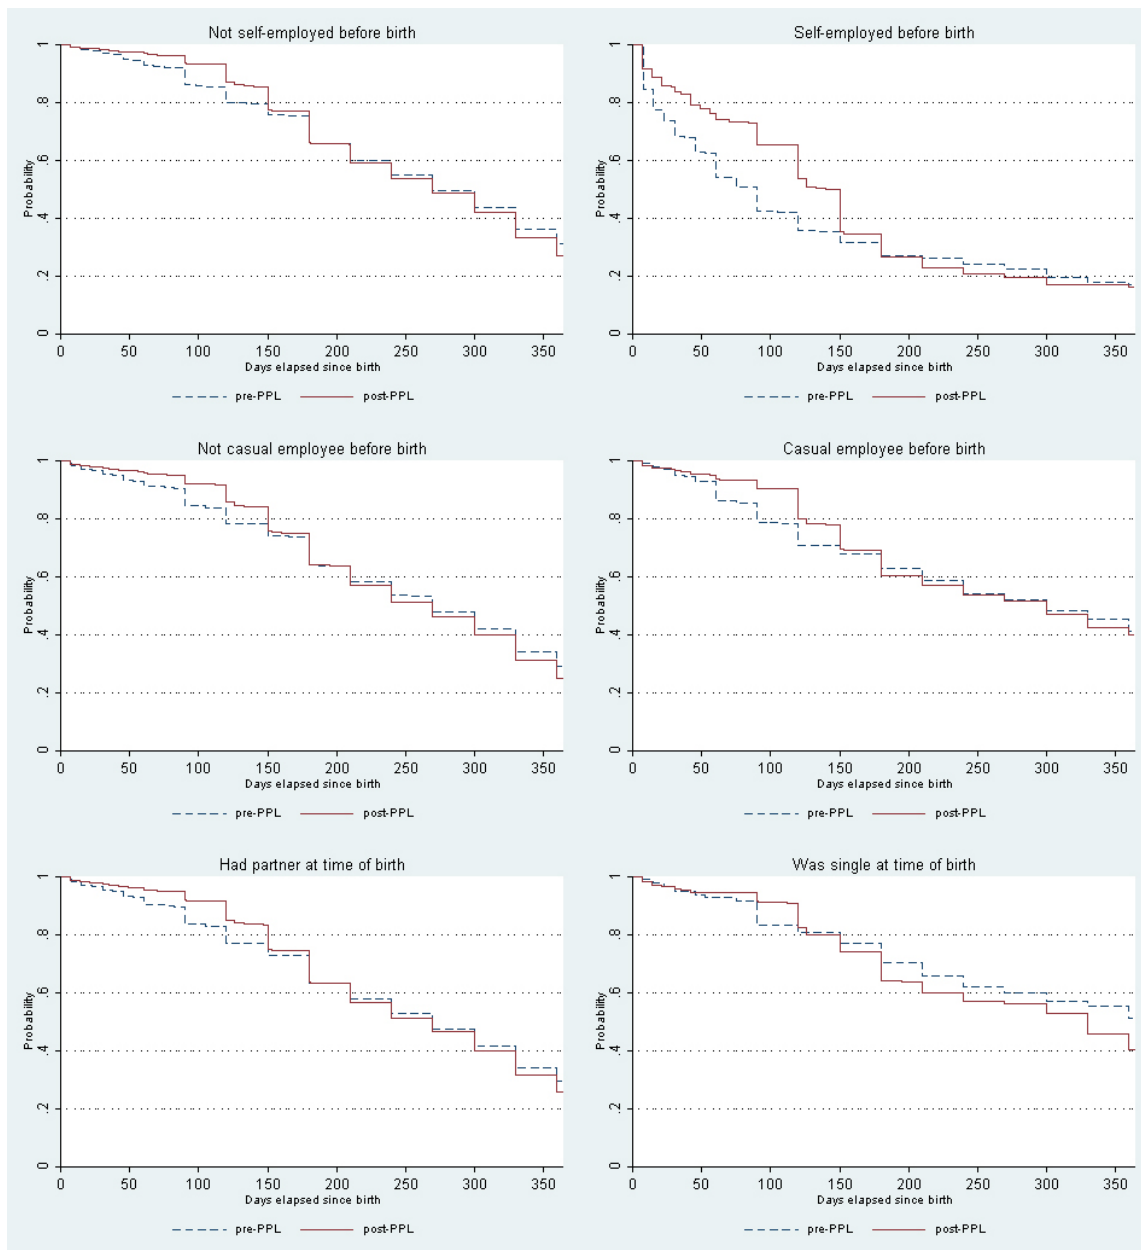 Not self-employed before birth
Probability
1
.8
.6
.4
.2
0
0 50 100 150 200 250 300 350
Days elapsed since birth
pre-PPL post-PPL
Self-employed before birth
Probability
1
.8
.6
.4
.2
0
0 50 100 150 200 250 300 350
Days elapsed since birth
pre-PPL post-PPL
Not casual employee before birth
Probability
1
.8
.6
.4
.2
0
0 50 100 150 200 250 300 350
Days elapsed since birth
pre-PPL post-PPL
Casual employee before birth
Probability
1
.8
.6
.4
.2
0
0 50 100 150 200 250 300 350
Days elapsed since birth
pre-PPL post-PPL
Had partner at time of birth
Probability
1
.8
.6
.4
.2
0
0 50 100 150 200 250 300 350
Days elapsed since birth
pre-PPL post-PPL
Was single at time of birth
Probability
1
.8
.6
.4
.2
0
0 50 100 150 200 250 300 350
Days elapsed since birth
pre-PPL post-PPL